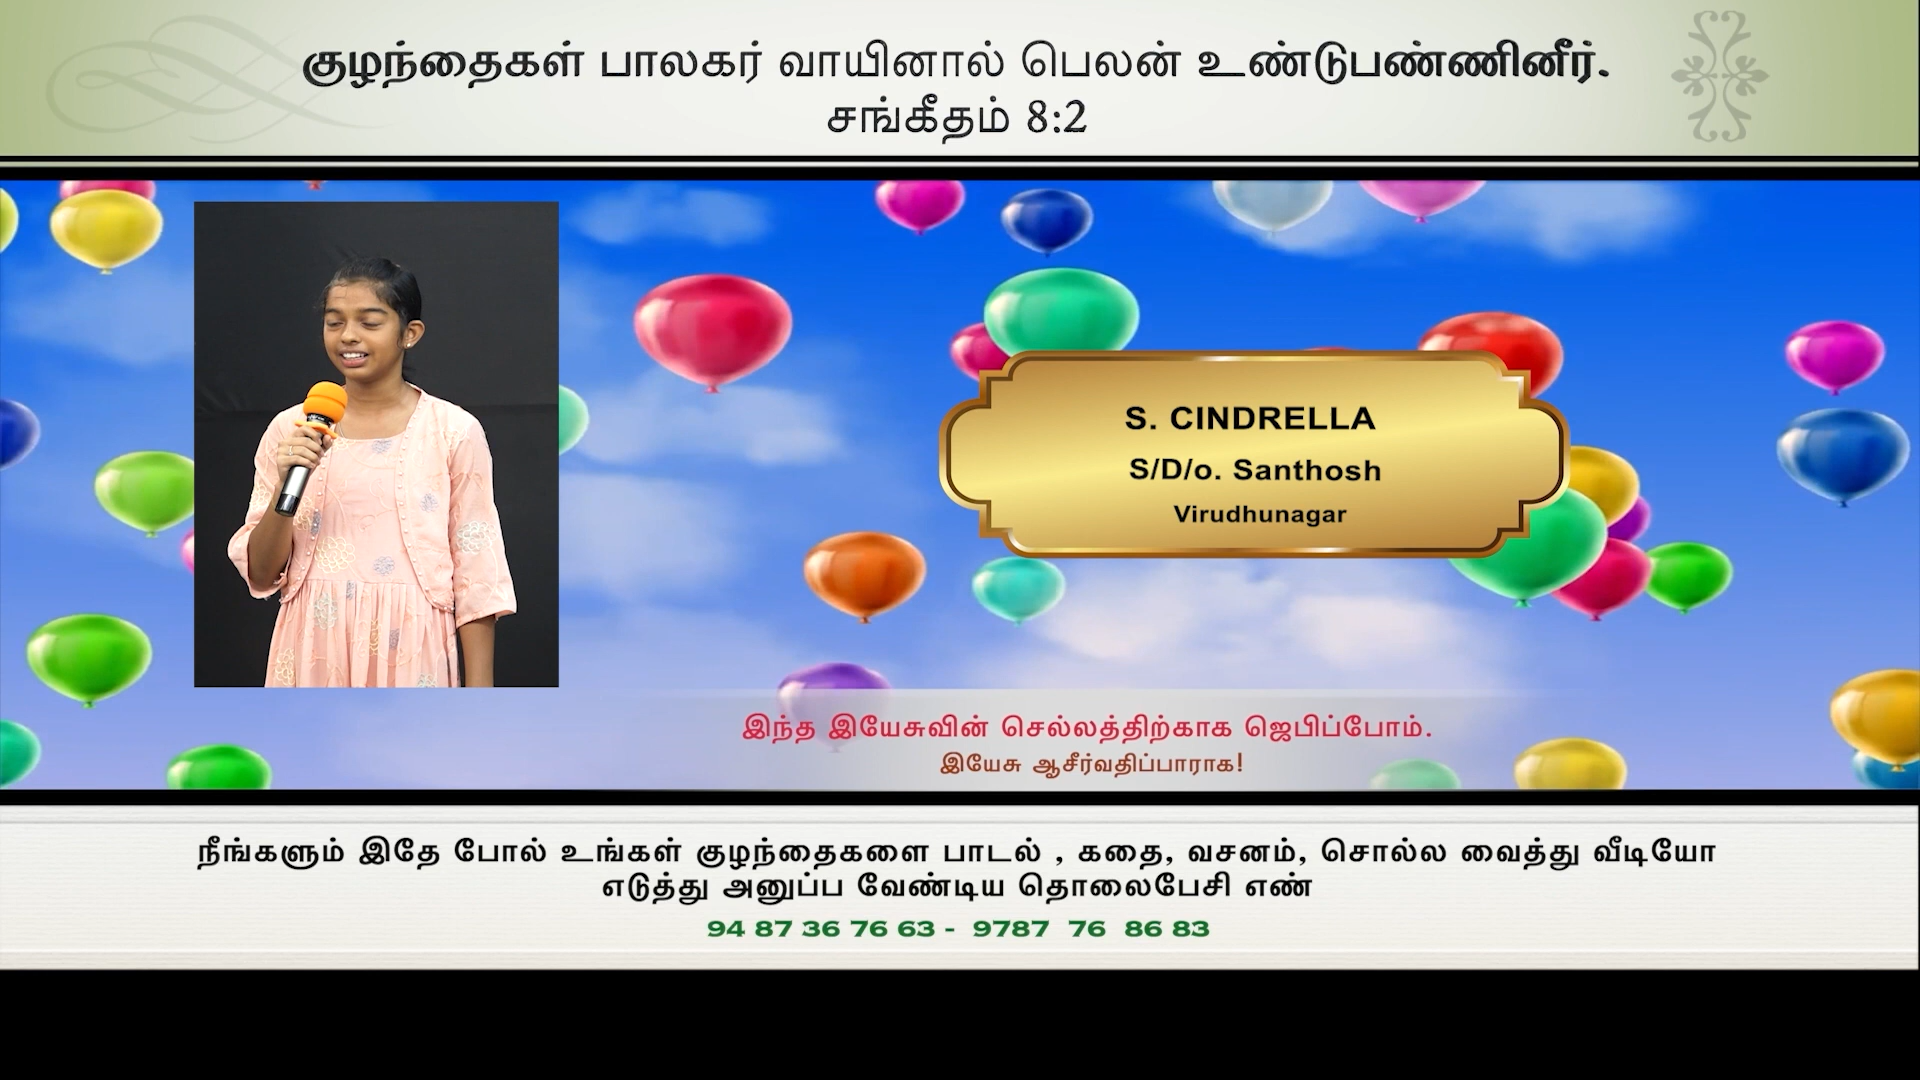 குழந்தைகள் பாலகர் வாயினால் பெலன் உண்டுபண்ணினீர்.
சங்கீதம் 8:2
S. CINDRELLA
S/D/o. Santhosh
Virudhunagar
இந்த இயேசுவின் செல்லத்திற்காக ஜெபிப்போம்.
இயேசு ஆசீர்வதிப்பாராக!
நீங்களும் இதே போல் உங்கள் குழந்தைகளை பாடல் , கதை, வசனம், சொல்ல வைத்து வீடியோ
எடுத்து அனுப்ப வேண்டிய தொலைபேசி எண்
94 87 36 76 63 - 9787 76 86 83